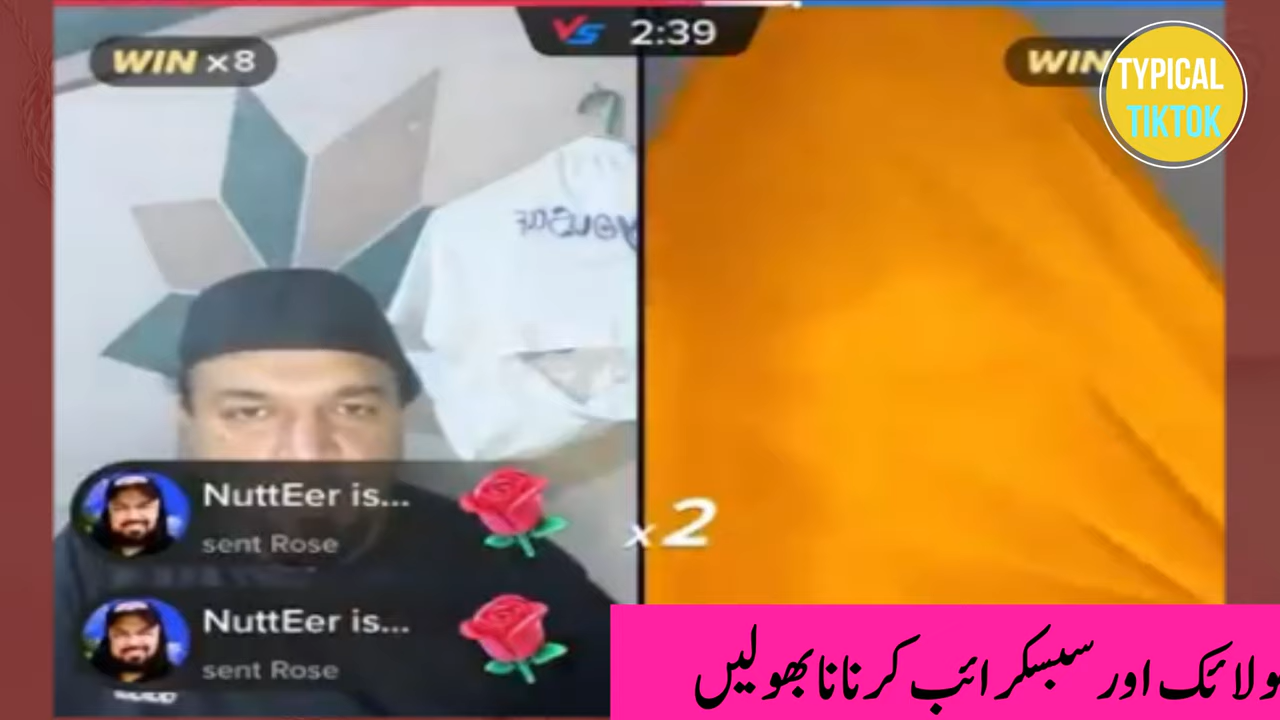 VS 2:39
WIN x8
WIN
TYPICAL
TIKTOK
NuttEer is...
sent Rose
x2
NuttEer is...
sent Rose
لائک اور سبسکرائب کرنا نا بھولیں